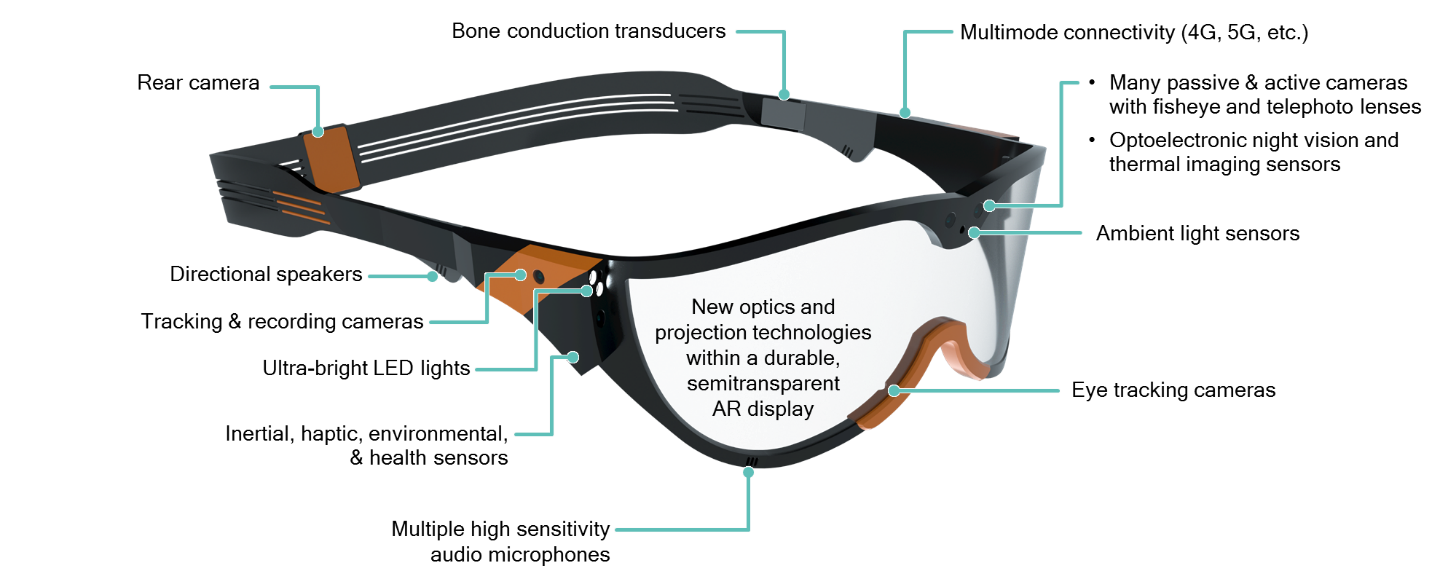 Bone conduction transducers
Multimode connectivity (4G, 5G, etc.)
Rear camera
• Many passive & active cameras
with fisheye and telephoto lenses
• Optoelectronic night vision and
thermal imaging sensors
Ambient light sensors
Directional speakers
Tracking & recording cameras
Ultra-bright LED lights
New optics and
projection technologies
within a durable,
semitransparent
AR display
Eye tracking cameras
Inertial, haptic, environmental,
& health sensors
Multiple high sensitivity
audio microphones